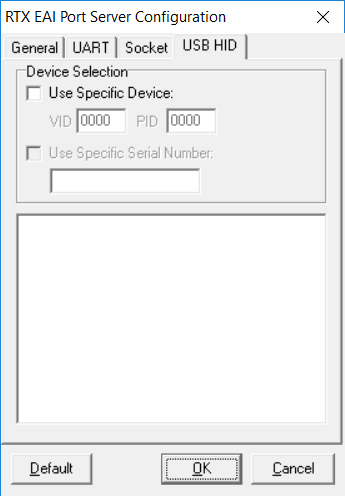 RTX EAI Port Server Configuration
General UART Socket USB HID
Device Selection
Use Specific Device:
VID 0000 PID 0000
Use Specific Serial Number:
Default OK Cancel